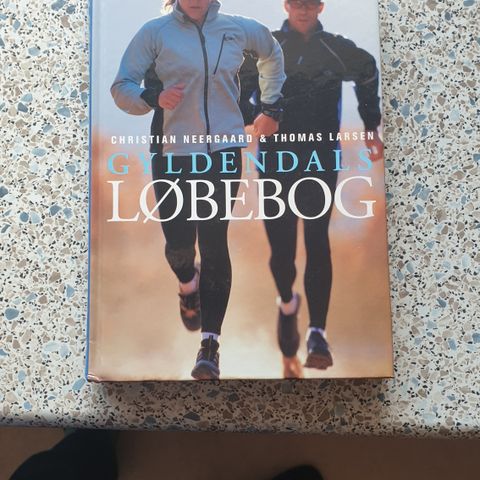 CHRISTIAN NEERGAARD & THOMAS LARSEN
GYLDENDALS
LØBEBOG